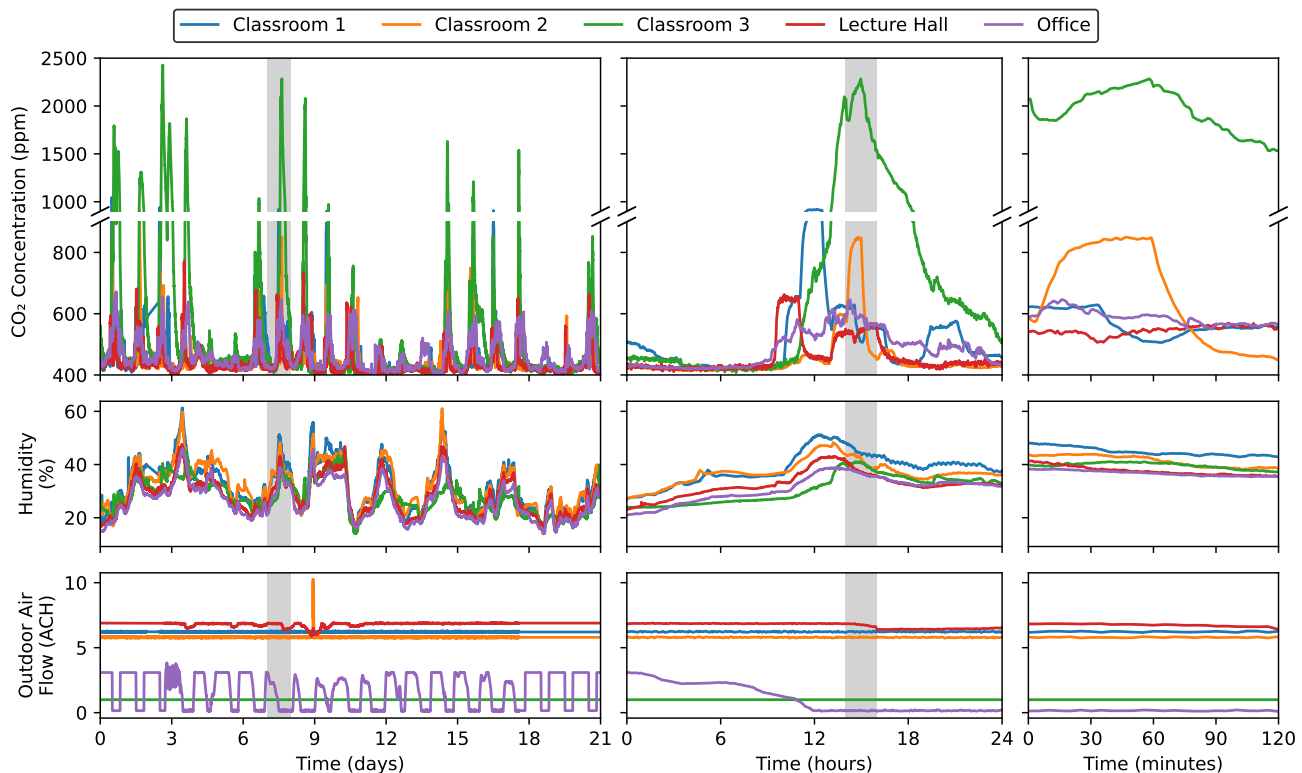 Classroom 1 Classroom 2 Classroom 3 Lecture Hall Office
CO₂ Concentration (ppm)
2500
2000
1500
1000
800
600
400
Humidity
(%)
60
40
20
Outdoor Air
Flow (ACH)
10
5
0
0 3 6 9 12 15 18 21
Time (days)
0 6 12 18 24
Time (hours)
0 30 60 90 120
Time (minutes)